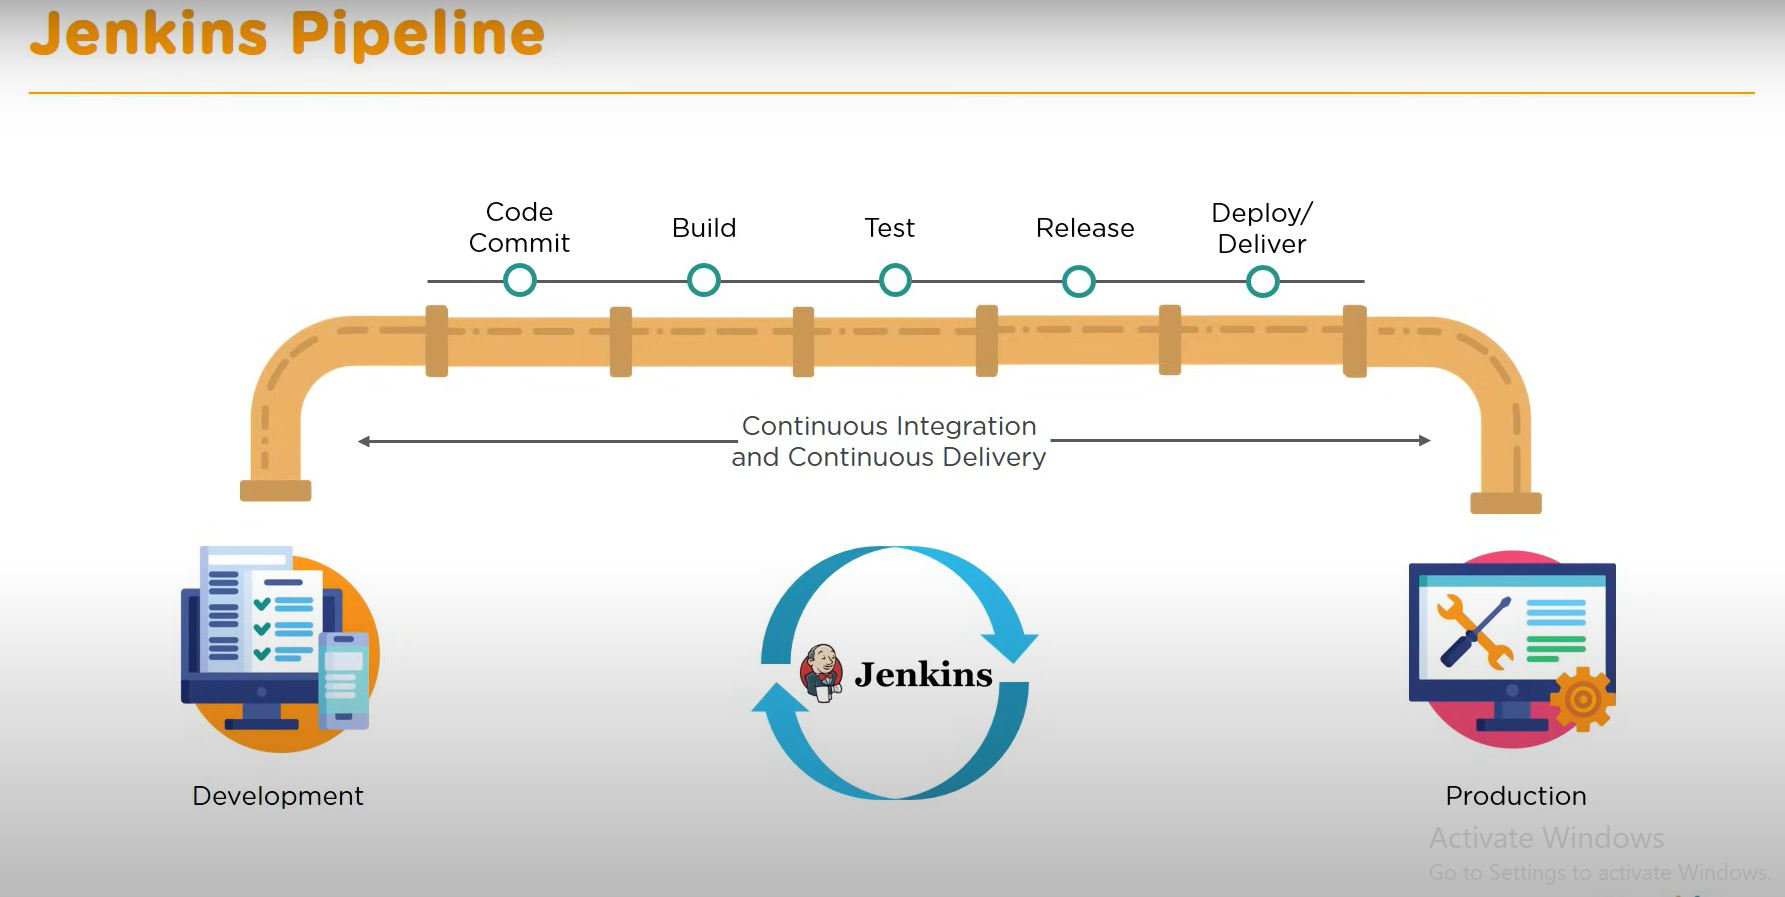 Jenkins Pipeline
Code
Commit
Build
Test
Release
Deploy/
Deliver
Continuous Integration
and Continuous Delivery
Jenkins
Development
Production
Activate Windows
Go to Settings to activate Windows.